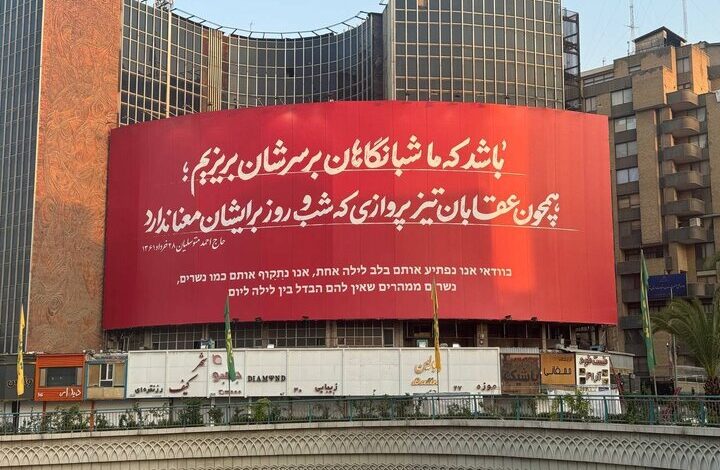 باشد که ما شبانگاهان بر سرشان بریزیم؛
همچون عقابان تیز پروازی که شب و روز برایشان معنا ندارد
حاج احمد متوسلیان ۲۸ خرداد ۱۳۶۱
בוודאי אנו נפתיע אותם בלב לילה אחת, אנו נתקוף אותם כמו נשרים,
נשרים ממהרים שאין להם הבדל בין לילה ליום
شهر کیف
DIAMOND
زیبایی
موزه